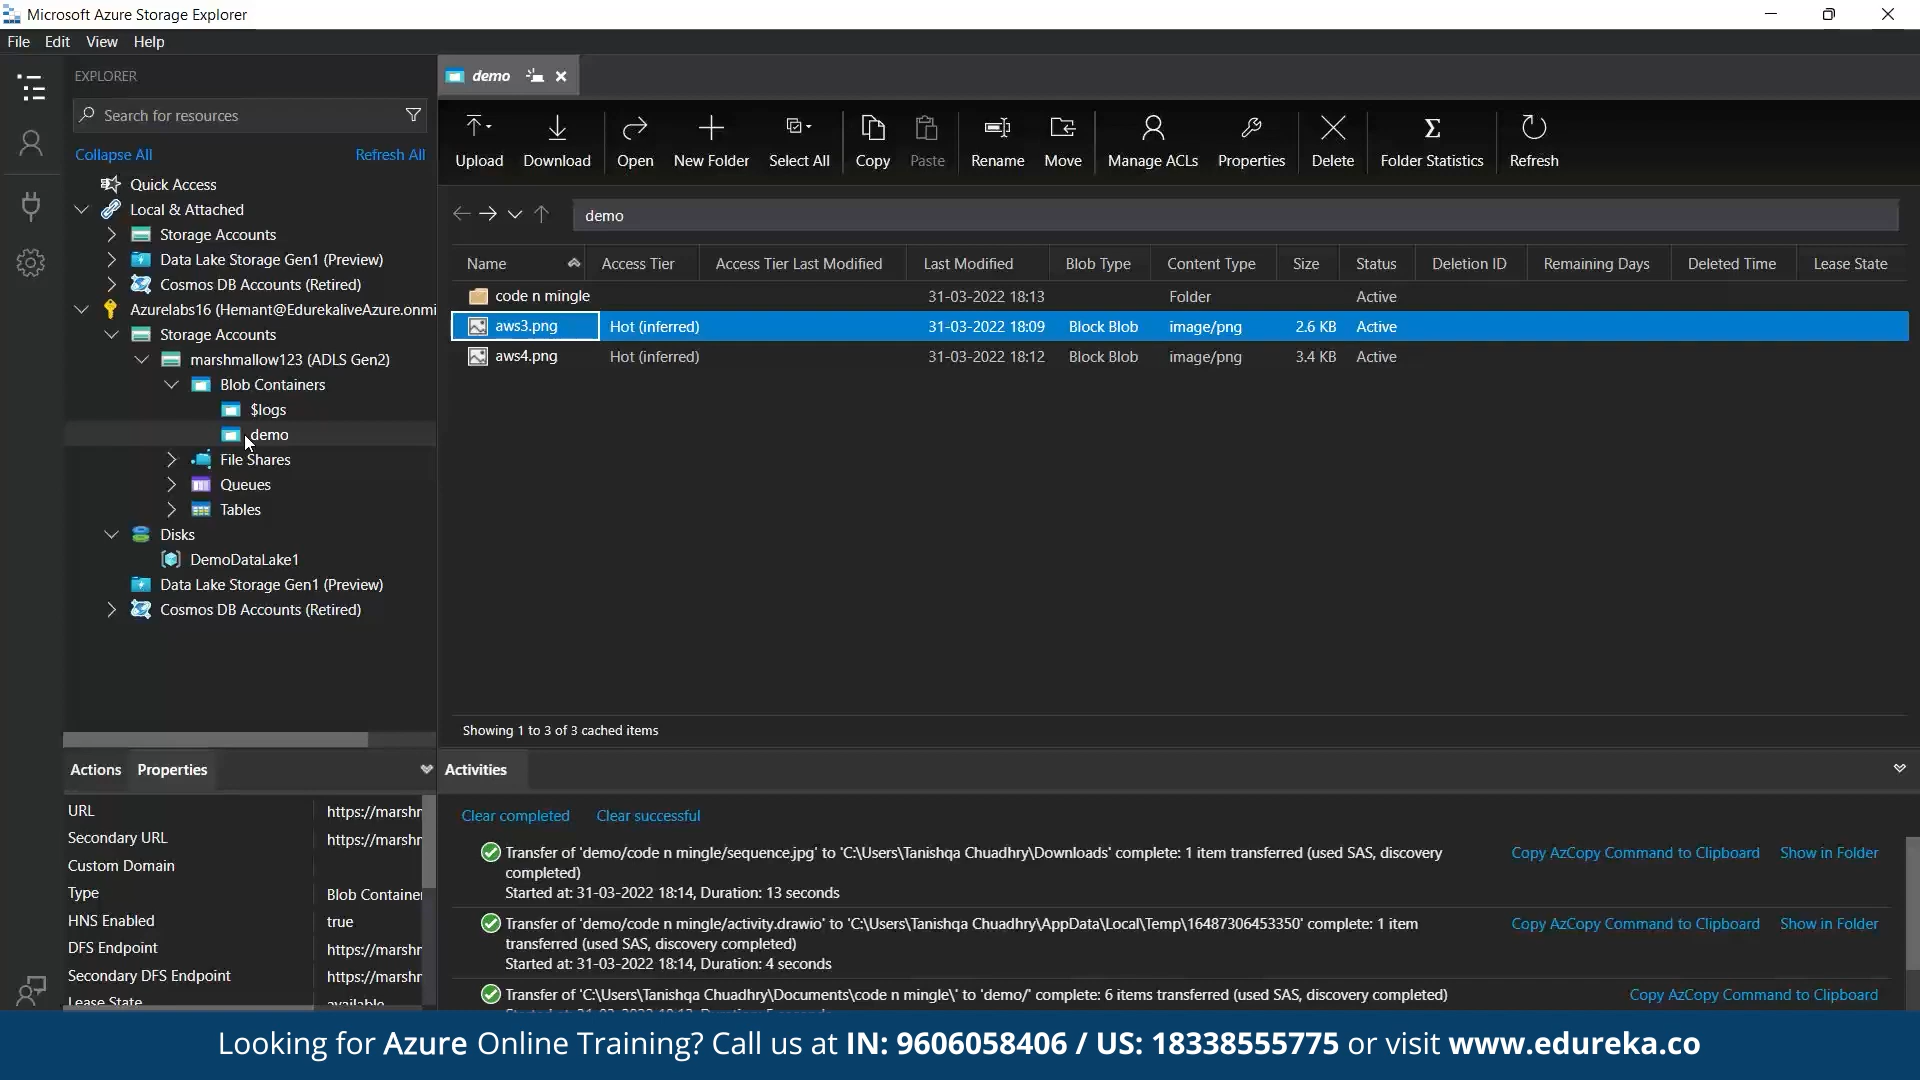 Microsoft Azure Storage Explorer
File Edit View Help
EXPLORER
Search for resources
Collapse All Refresh All
Quick Access
Local & Attached
Storage Accounts
Data Lake Storage Gen1 (Preview)
Cosmos DB Accounts (Retired)
Azurelabs16 (Hemant@EdurekaliveAzure.onmi
Storage Accounts
marshmallow123 (ADLS Gen2)
Blob Containers
$logs
demo
File Shares
Queues
Tables
Disks
DemoDataLake1
Data Lake Storage Gen1 (Preview)
Cosmos DB Accounts (Retired)
demo
Upload Download Open New Folder Select All Copy Paste Rename Move Manage ACLs Properties Delete Folder Statistics Refresh
demo
Name Access Tier Access Tier Last Modified Last Modified Blob Type Content Type Size Status Deletion ID Remaining Days Deleted Time Lease State
code n mingle 31-03-2022 18:13 Folder Active
aws3.png Hot (inferred) 31-03-2022 18:09 Block Blob image/png 2.6 KB Active
aws4.png Hot (inferred) 31-03-2022 18:12 Block Blob image/png 3.4 KB Active
Showing 1 to 3 of 3 cached items
Actions Properties
URL https://marshr
Secondary URL https://marshr
Custom Domain
Type Blob Container
HNS Enabled true
DFS Endpoint https://marshr
Secondary DFS Endpoint https://marshr
Lease State available
Activities
Clear completed Clear successful
Transfer of 'demo/code n mingle/sequence.jpg' to 'C:\Users\Tanishqa Chuadhry\Downloads' complete: 1 item transferred (used SAS, discovery Copy AzCopy Command to Clipboard Show in Folder
completed)
Started at: 31-03-2022 18:14, Duration: 13 seconds
Transfer of 'demo/code n mingle/activity.drawio' to 'C:\Users\Tanishqa Chuadhry\AppData\Local\Temp\16487306453350' complete: 1 item Copy AzCopy Command to Clipboard Show in Folder
transferred (used SAS, discovery completed)
Started at: 31-03-2022 18:14, Duration: 4 seconds
Transfer of 'C:\Users\Tanishqa Chuadhry\Documents\code n mingle\' to 'demo/' complete: 6 items transferred (used SAS, discovery completed) Copy AzCopy Command to Clipboard
Looking for Azure Online Training? Call us at IN: 9606058406 / US: 18338555775 or visit www.edureka.co